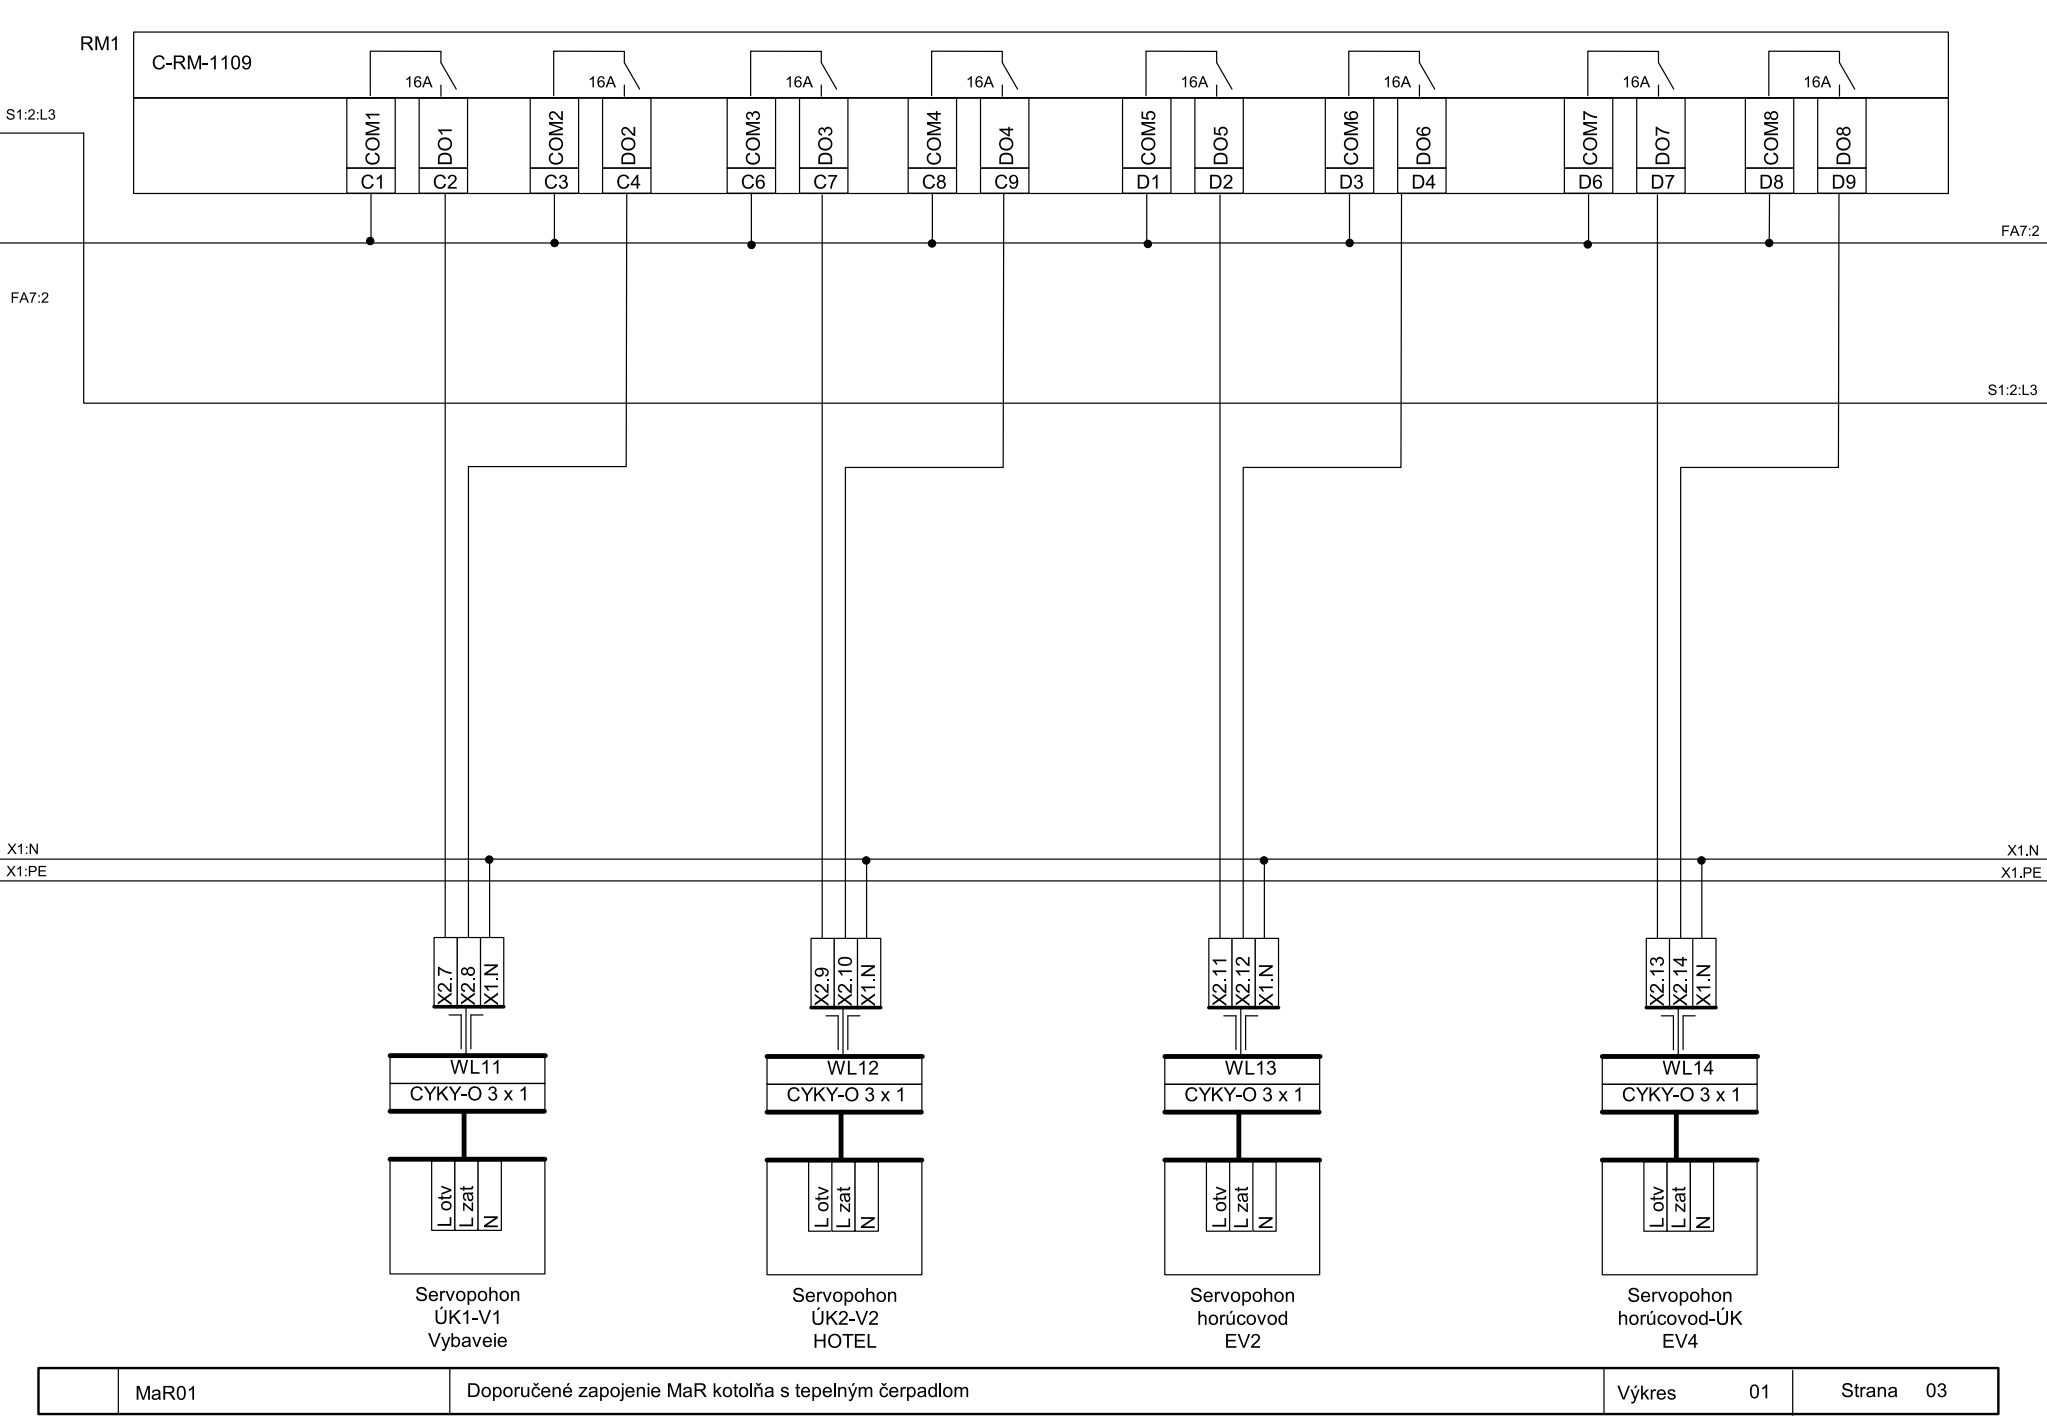 RM1
C-RM-1109
16A 16A 16A 16A 16A 16A 16A 16A
S1:2:L3
COM1 DO1 COM2 DO2 COM3 DO3 COM4 DO4 COM5 DO5 COM6 DO6 COM7 DO7 COM8 DO8
C1 C2 C3 C4 C6 C7 C8 C9 D1 D2 D3 D4 D6 D7 D8 D9
FA7:2
FA7:2
S1:2:L3
X1:N
X1.N
X1:PE
X1.PE
X2.7 X2.8 X1.N
X2.9 X2.10 X1.N
X2.11 X2.12 X1.N
X2.13 X2.14 X1.N
WL11
CYKY-O 3 x 1
WL12
CYKY-O 3 x 1
WL13
CYKY-O 3 x 1
WL14
CYKY-O 3 x 1
L otv L zat N
L otv L zat N
L otv L zat N
L otv L zat N
Servopohon
ÚK1-V1
Vybaveie
Servopohon
ÚK2-V2
HOTEL
Servopohon
horúcovod
EV2
Servopohon
horúcovod-ÚK
EV4
MaR01
Doporučené zapojenie MaR kotolňa s tepelným čerpadlom
Výkres 01
Strana 03